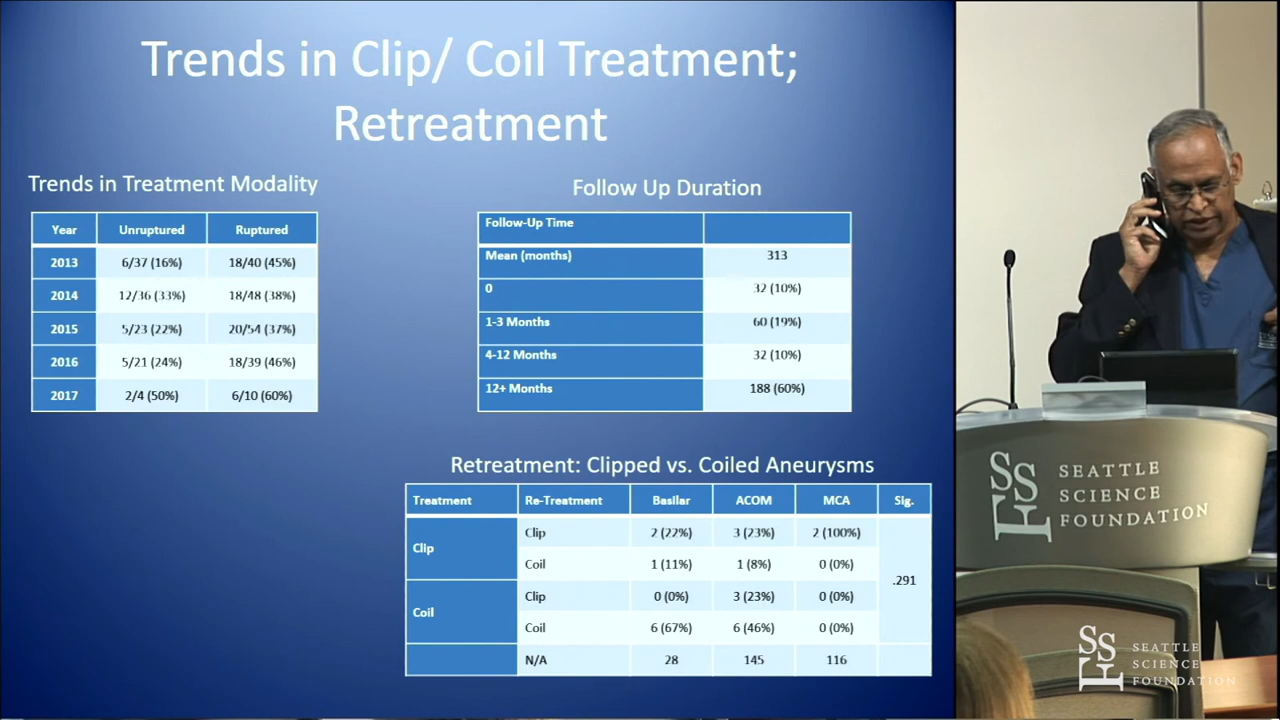 Trends in Clip/ Coil Treatment;
Retreatment
Trends in Treatment Modality
Year Unruptured Ruptured
2013 6/37 (16%) 18/40 (45%)
2014 12/36 (33%) 18/48 (38%)
2015 5/23 (22%) 20/54 (37%)
2016 5/21 (24%) 18/39 (46%)
2017 2/4 (50%) 6/10 (60%)
Follow Up Duration
Follow-Up Time
Mean (months) 313
0 32 (10%)
1-3 Months 60 (19%)
4-12 Months 32 (10%)
12+ Months 188 (60%)
Retreatment: Clipped vs. Coiled Aneurysms
Treatment Re-Treatment Basilar ACOM MCA Sig.
Clip Clip 2 (22%) 3 (23%) 2 (100%) .291
Coil 1 (11%) 1 (8%) 0 (0%)
Coil Clip 0 (0%) 3 (23%) 0 (0%)
Coil 6 (67%) 6 (46%) 0 (0%)
N/A 28 145 116
SSF SEATTLE
SCIENCE
FOUNDATION
SSF SEATTLE
SCIENCE
FOUNDATION